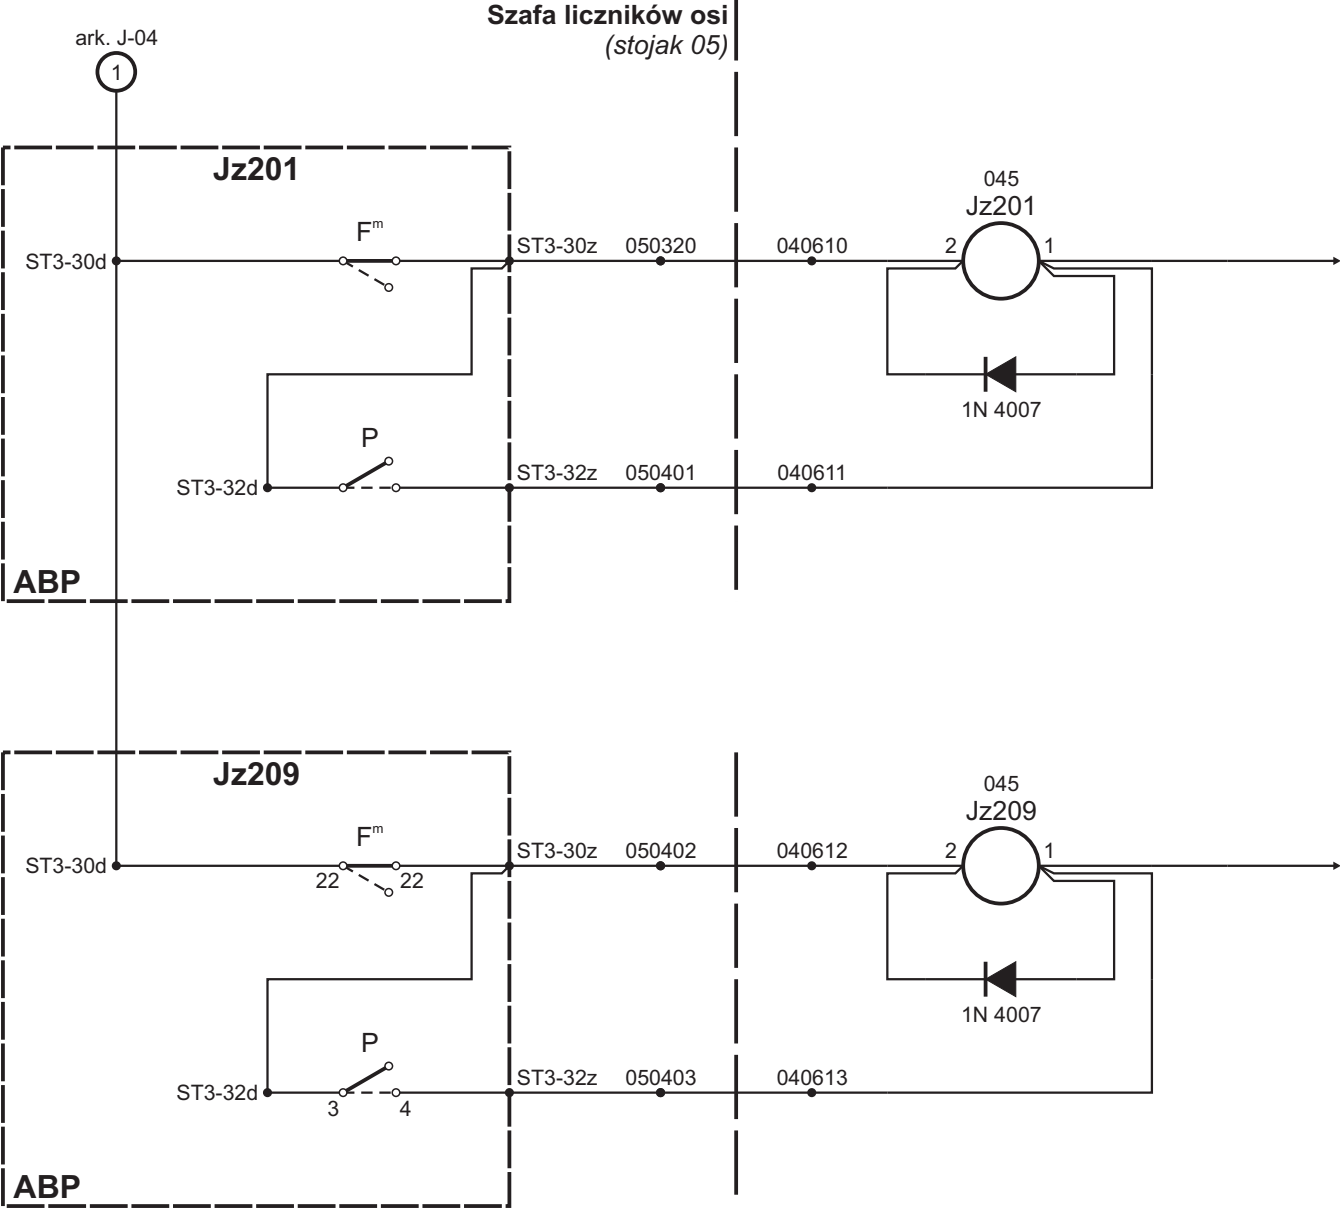 Szafa liczników osi
(stojak 05)
ark. J-04
1
Jz201
Fm
ST3-30d
ST3-30z 050320 040610
045
Jz201
2 1
1N 4007
P
ST3-32d
ST3-32z 050401 040611
ABP
Jz209
Fm
ST3-30d
22 22
ST3-30z 050402 040612
045
Jz209
2 1
1N 4007
P
ST3-32d
3 4
ST3-32z 050403 040613
ABP